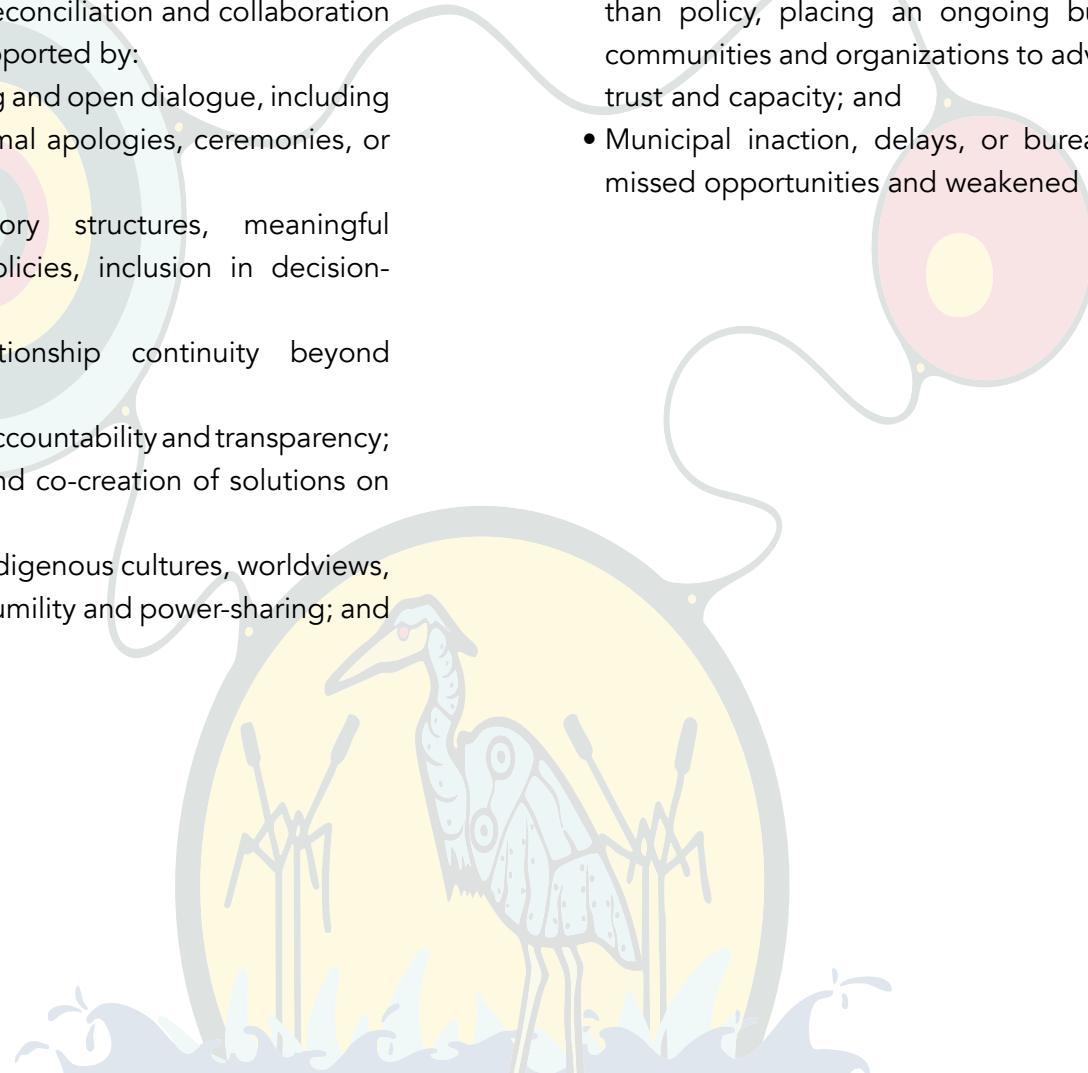 econciliation and collaboration
pported by:
g and open dialogue, including
mal apologies, ceremonies, or
ory structures, meaningful
olicies, inclusion in decision-
tionship continuity beyond
ccountability and transparency;
nd co-creation of solutions on
digenous cultures, worldviews,
umility and power-sharing; and
than policy, placing an ongoing bu
communities and organizations to adv
trust and capacity; and
• Municipal inaction, delays, or burea
missed opportunities and weakened